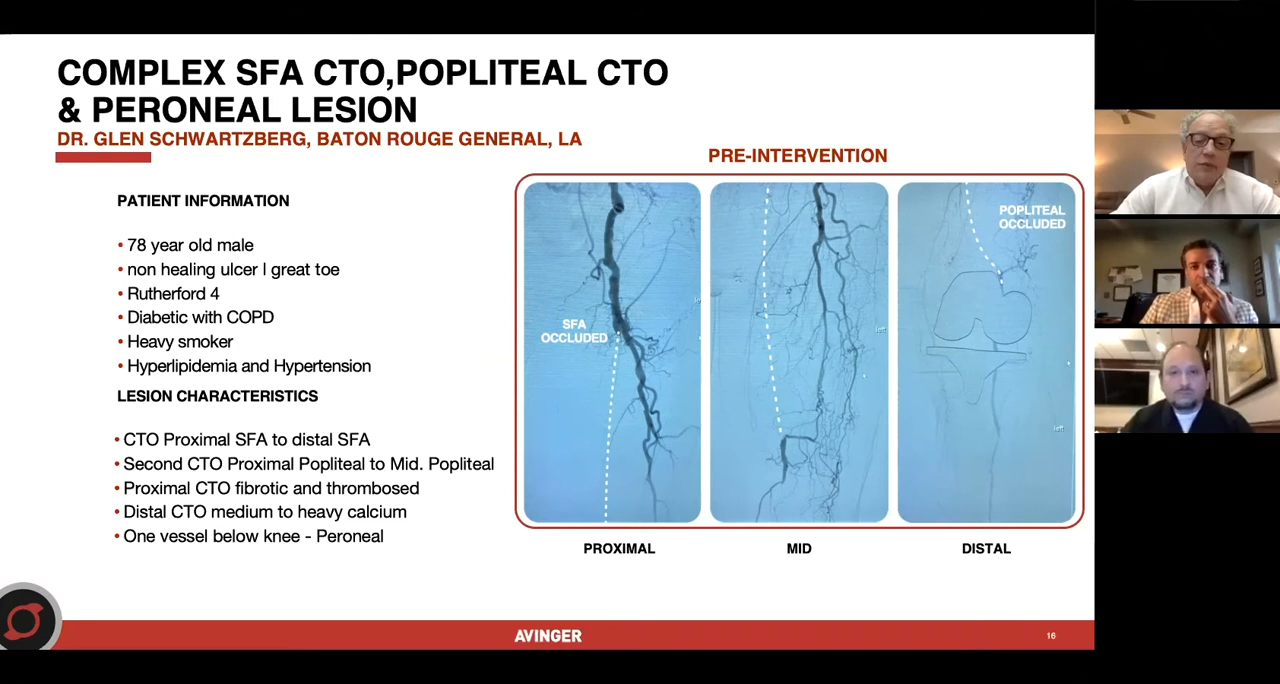 COMPLEX SFA CTO,POPLITEAL CTO
& PERONEAL LESION
DR. GLEN SCHWARTZBERG, BATON ROUGE GENERAL, LA
PRE-INTERVENTION
PATIENT INFORMATION
• 78 year old male
• non healing ulcer l great toe
• Rutherford 4
• Diabetic with COPD
• Heavy smoker
• Hyperlipidemia and Hypertension
LESION CHARACTERISTICS
• CTO Proximal SFA to distal SFA
• Second CTO Proximal Popliteal to Mid. Popliteal
• Proximal CTO fibrotic and thrombosed
• Distal CTO medium to heavy calcium
• One vessel below knee - Peroneal
SFA
OCCLUDED
left
POPLITEAL
OCCLUDED
left
PROXIMAL
MID
DISTAL
AVINGER
16